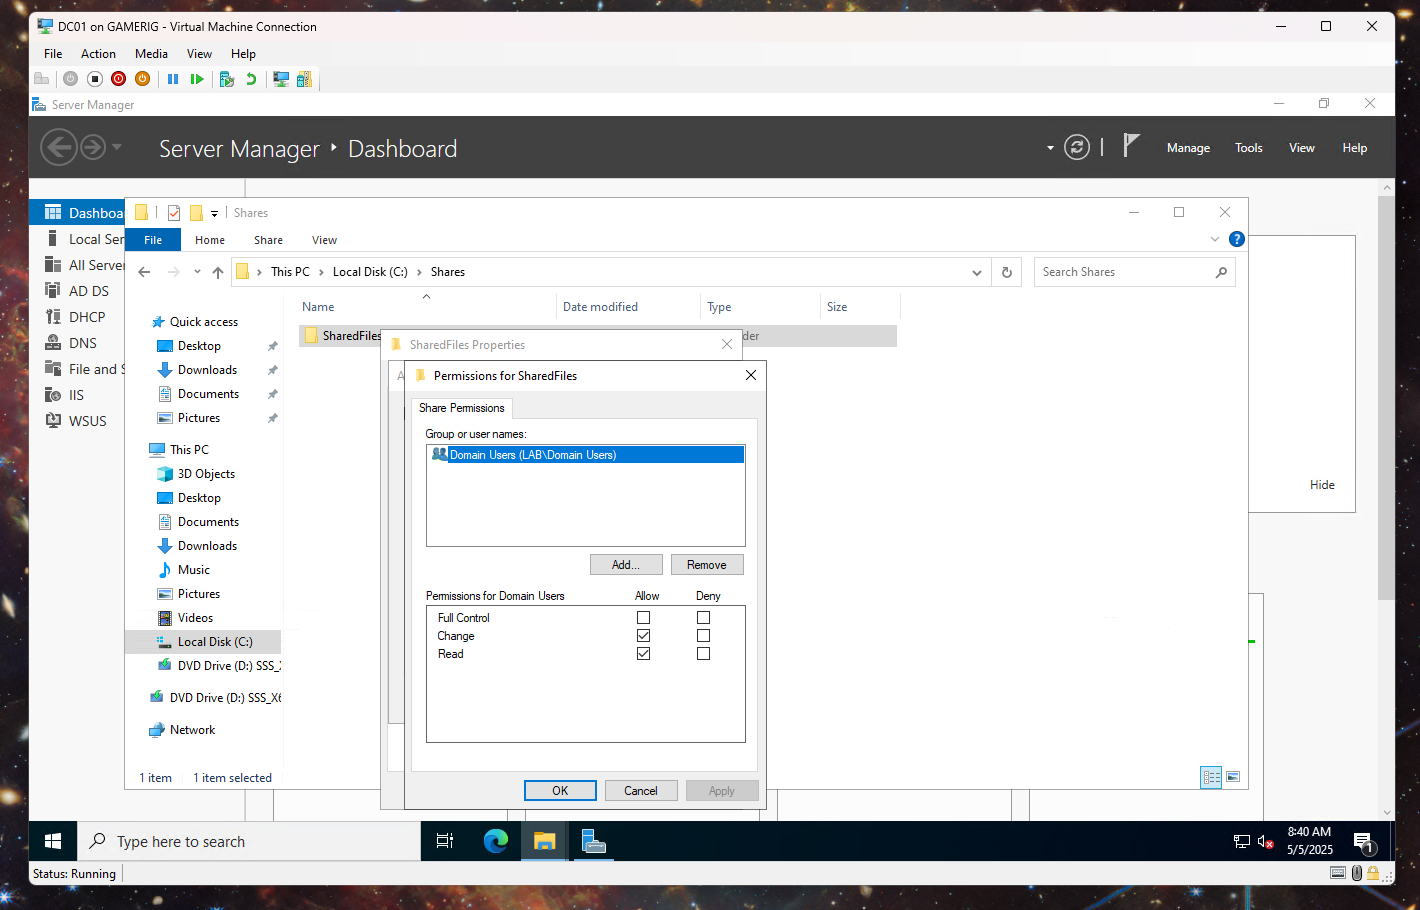 DC01 on GAMERIG - Virtual Machine Connection
File Action Media View Help
Server Manager
Server Manager Dashboard
Manage Tools View Help
Dashboa
Local Ser
All Server
AD DS
DHCP
DNS
File and S
IIS
WSUS
Shares
File Home Share View
This PC Local Disk (C:) Shares
Search Shares
Name Date modified Type Size
SharedFiles
der
Quick access
Desktop
Downloads
Documents
Pictures
This PC
3D Objects
Desktop
Documents
Downloads
Music
Pictures
Videos
Local Disk (C:)
DVD Drive (D:) SSS_X
DVD Drive (D:) SSS_X6
Network
1 item 1 item selected
SharedFiles Properties
A
Permissions for SharedFiles
Share Permissions
Group or user names:
Domain Users (LAB\Domain Users)
Add... Remove
Permissions for Domain Users Allow Deny
Full Control
Change
Read
OK Cancel Apply
Hide
Type here to search
8:40 AM
5/5/2025
1
Status: Running